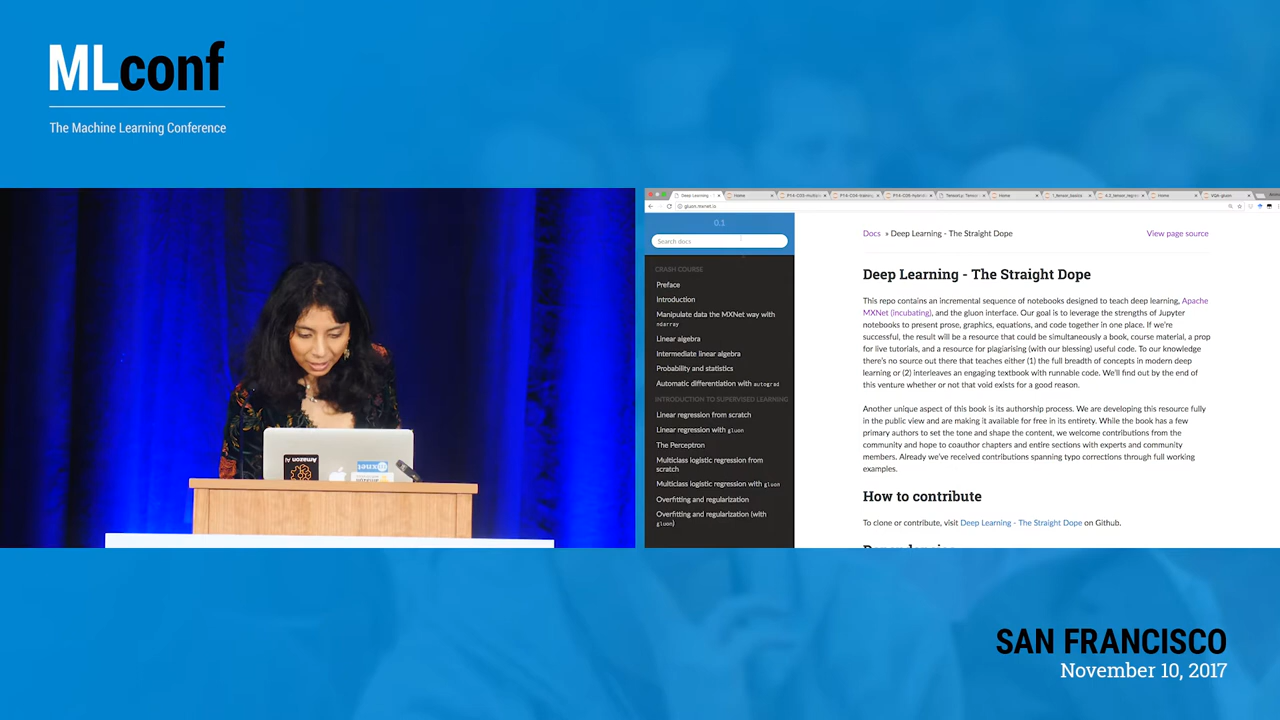 MLconf
The Machine Learning Conference
gluon.mxnet.io
0.1
Search docs
CRASH COURSE
Preface
Introduction
Manipulate data the MXNet way with
ndarray
Linear algebra
Intermediate linear algebra
Probability and statistics
Automatic differentiation with autograd
INTRODUCTION TO SUPERVISED LEARNING
Linear regression from scratch
Linear regression with gluon
The Perceptron
Multiclass logistic regression from
scratch
Multiclass logistic regression with gluon
Overfitting and regularization
Overfitting and regularization (with
gluon)
Docs » Deep Learning - The Straight Dope
View page source
Deep Learning - The Straight Dope
This repo contains an incremental sequence of notebooks designed to teach deep learning, Apache
MXNet (incubating), and the gluon interface. Our goal is to leverage the strengths of Jupyter
notebooks to present prose, graphics, equations, and code together in one place. If we're
successful, the result will be a resource that could be simultaneously a book, course material, a prop
for live tutorials, and a resource for plagiarising (with our blessing) useful code. To our knowledge
there's no source out there that teaches either (1) the full breadth of concepts in modern deep
learning or (2) interleaves an engaging textbook with runnable code. We'll find out by the end of
this venture whether or not that void exists for a good reason.
Another unique aspect of this book is its authorship process. We are developing this resource fully
in the public view and are making it available for free in its entirety. While the book has a few
primary authors to set the tone and shape the content, we welcome contributions from the
community and hope to coauthor chapters and entire sections with experts and community
members. Already we've received contributions spanning typo corrections through full working
examples.
How to contribute
To clone or contribute, visit Deep Learning - The Straight Dope on Github.
Amazon AI
mxnet
SAN FRANCISCO
November 10, 2017